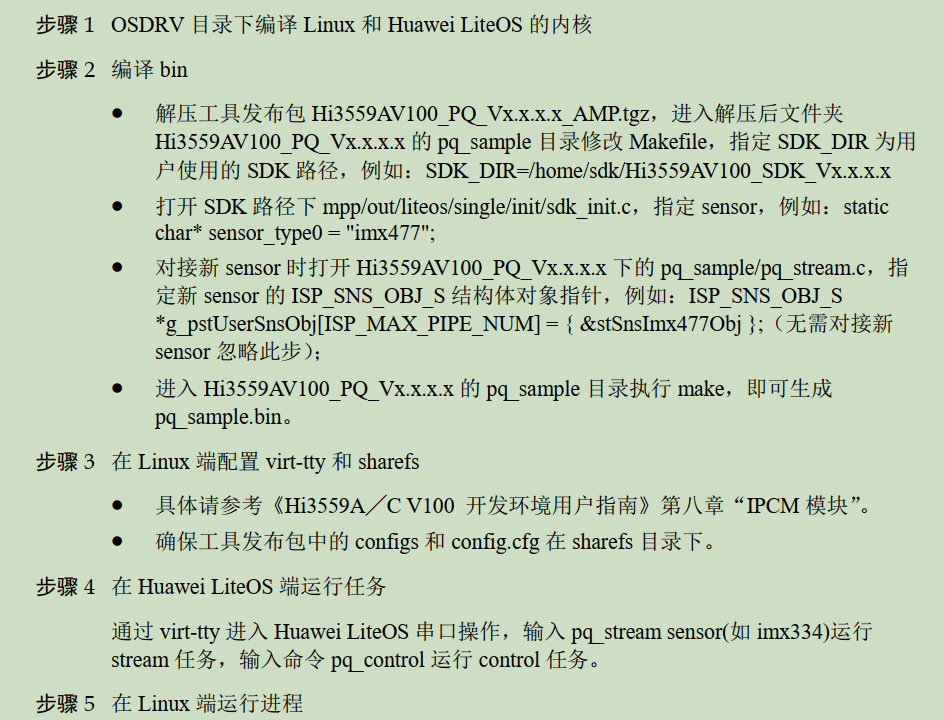 步骤 1 OSDRV 目录下编译 Linux 和 Huawei LiteOS 的内核
步骤 2 编译 bin
● 解压工具发布包 Hi3559AV100_PQ_Vx.x.x.x_AMP.tgz，进入解压后文件夹
Hi3559AV100_PQ_Vx.x.x.x 的 pq_sample 目录修改 Makefile，指定 SDK_DIR 为用
户使用的 SDK 路径，例如：SDK_DIR=/home/sdk/Hi3559AV100_SDK_Vx.x.x.x
● 打开 SDK 路径下 mpp/out/liteos/single/init/sdk_init.c，指定 sensor，例如：static
char* sensor_type0 = "imx477";
● 对接新 sensor 时打开 Hi3559AV100_PQ_Vx.x.x.x 下的 pq_sample/pq_stream.c，指
定新 sensor 的 ISP_SNS_OBJ_S 结构体对象指针，例如：ISP_SNS_OBJ_S
*g_pstUserSnsObj[ISP_MAX_PIPE_NUM] = { &stSnsImx477Obj };（无需对接新
sensor 忽略此步）；
● 进入 Hi3559AV100_PQ_Vx.x.x.x 的 pq_sample 目录执行 make，即可生成
pq_sample.bin。
步骤 3 在 Linux 端配置 virt-tty 和 sharefs
● 具体请参考《Hi3559A／C V100 开发环境用户指南》第八章“IPCM 模块”。
● 确保工具发布包中的 configs 和 config.cfg 在 sharefs 目录下。
步骤 4 在 Huawei LiteOS 端运行任务
通过 virt-tty 进入 Huawei LiteOS 串口操作，输入 pq_stream sensor(如 imx334)运行
stream 任务，输入命令 pq_control 运行 control 任务。
步骤 5 在 Linux 端运行进程